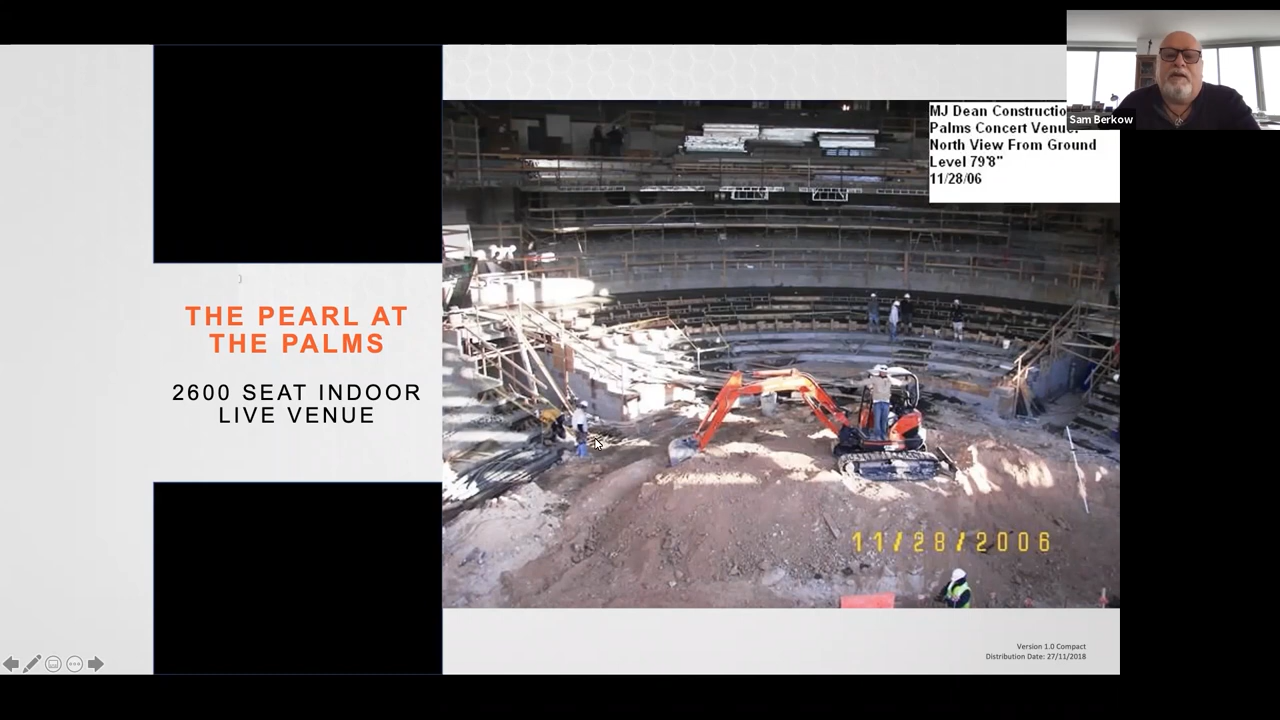 THE PEARL AT
THE PALMS
2600 SEAT INDOOR
LIVE VENUE
MJ Dean Constructio
Palms Concert Venue.
North View From Ground
Level 79'8"
11/28/06
Sam Berkow
11/28/2006
Version 1.0 Compact
Distribution Date: 27/11/2018